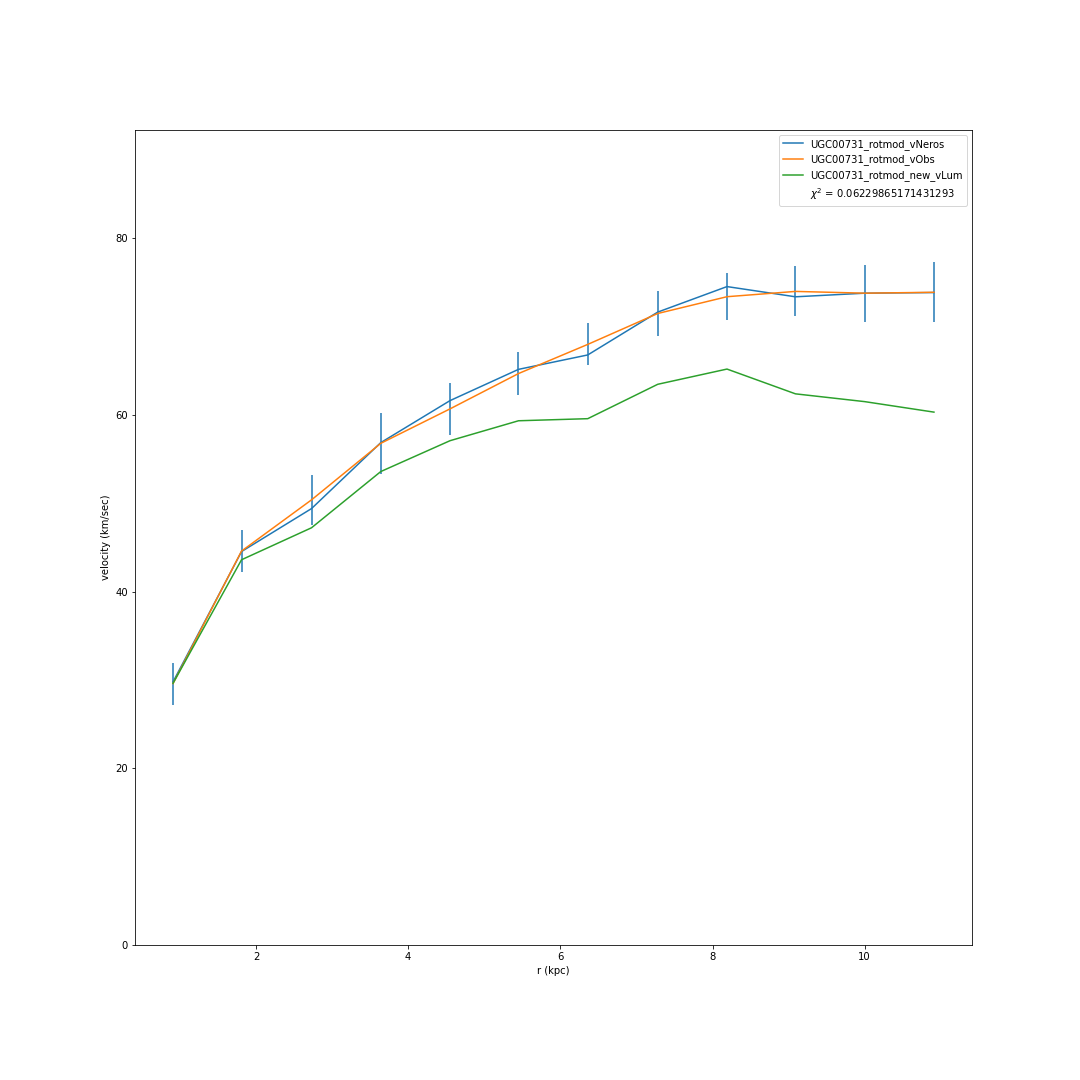 UGC00731_rotmod_vNeros
UGC00731_rotmod_vObs
UGC00731_rotmod_new_vLum
χ² = 0.06229865171431293
80
60
40
20
0
velocity (km/sec)
2 4 6 8 10
r (kpc)